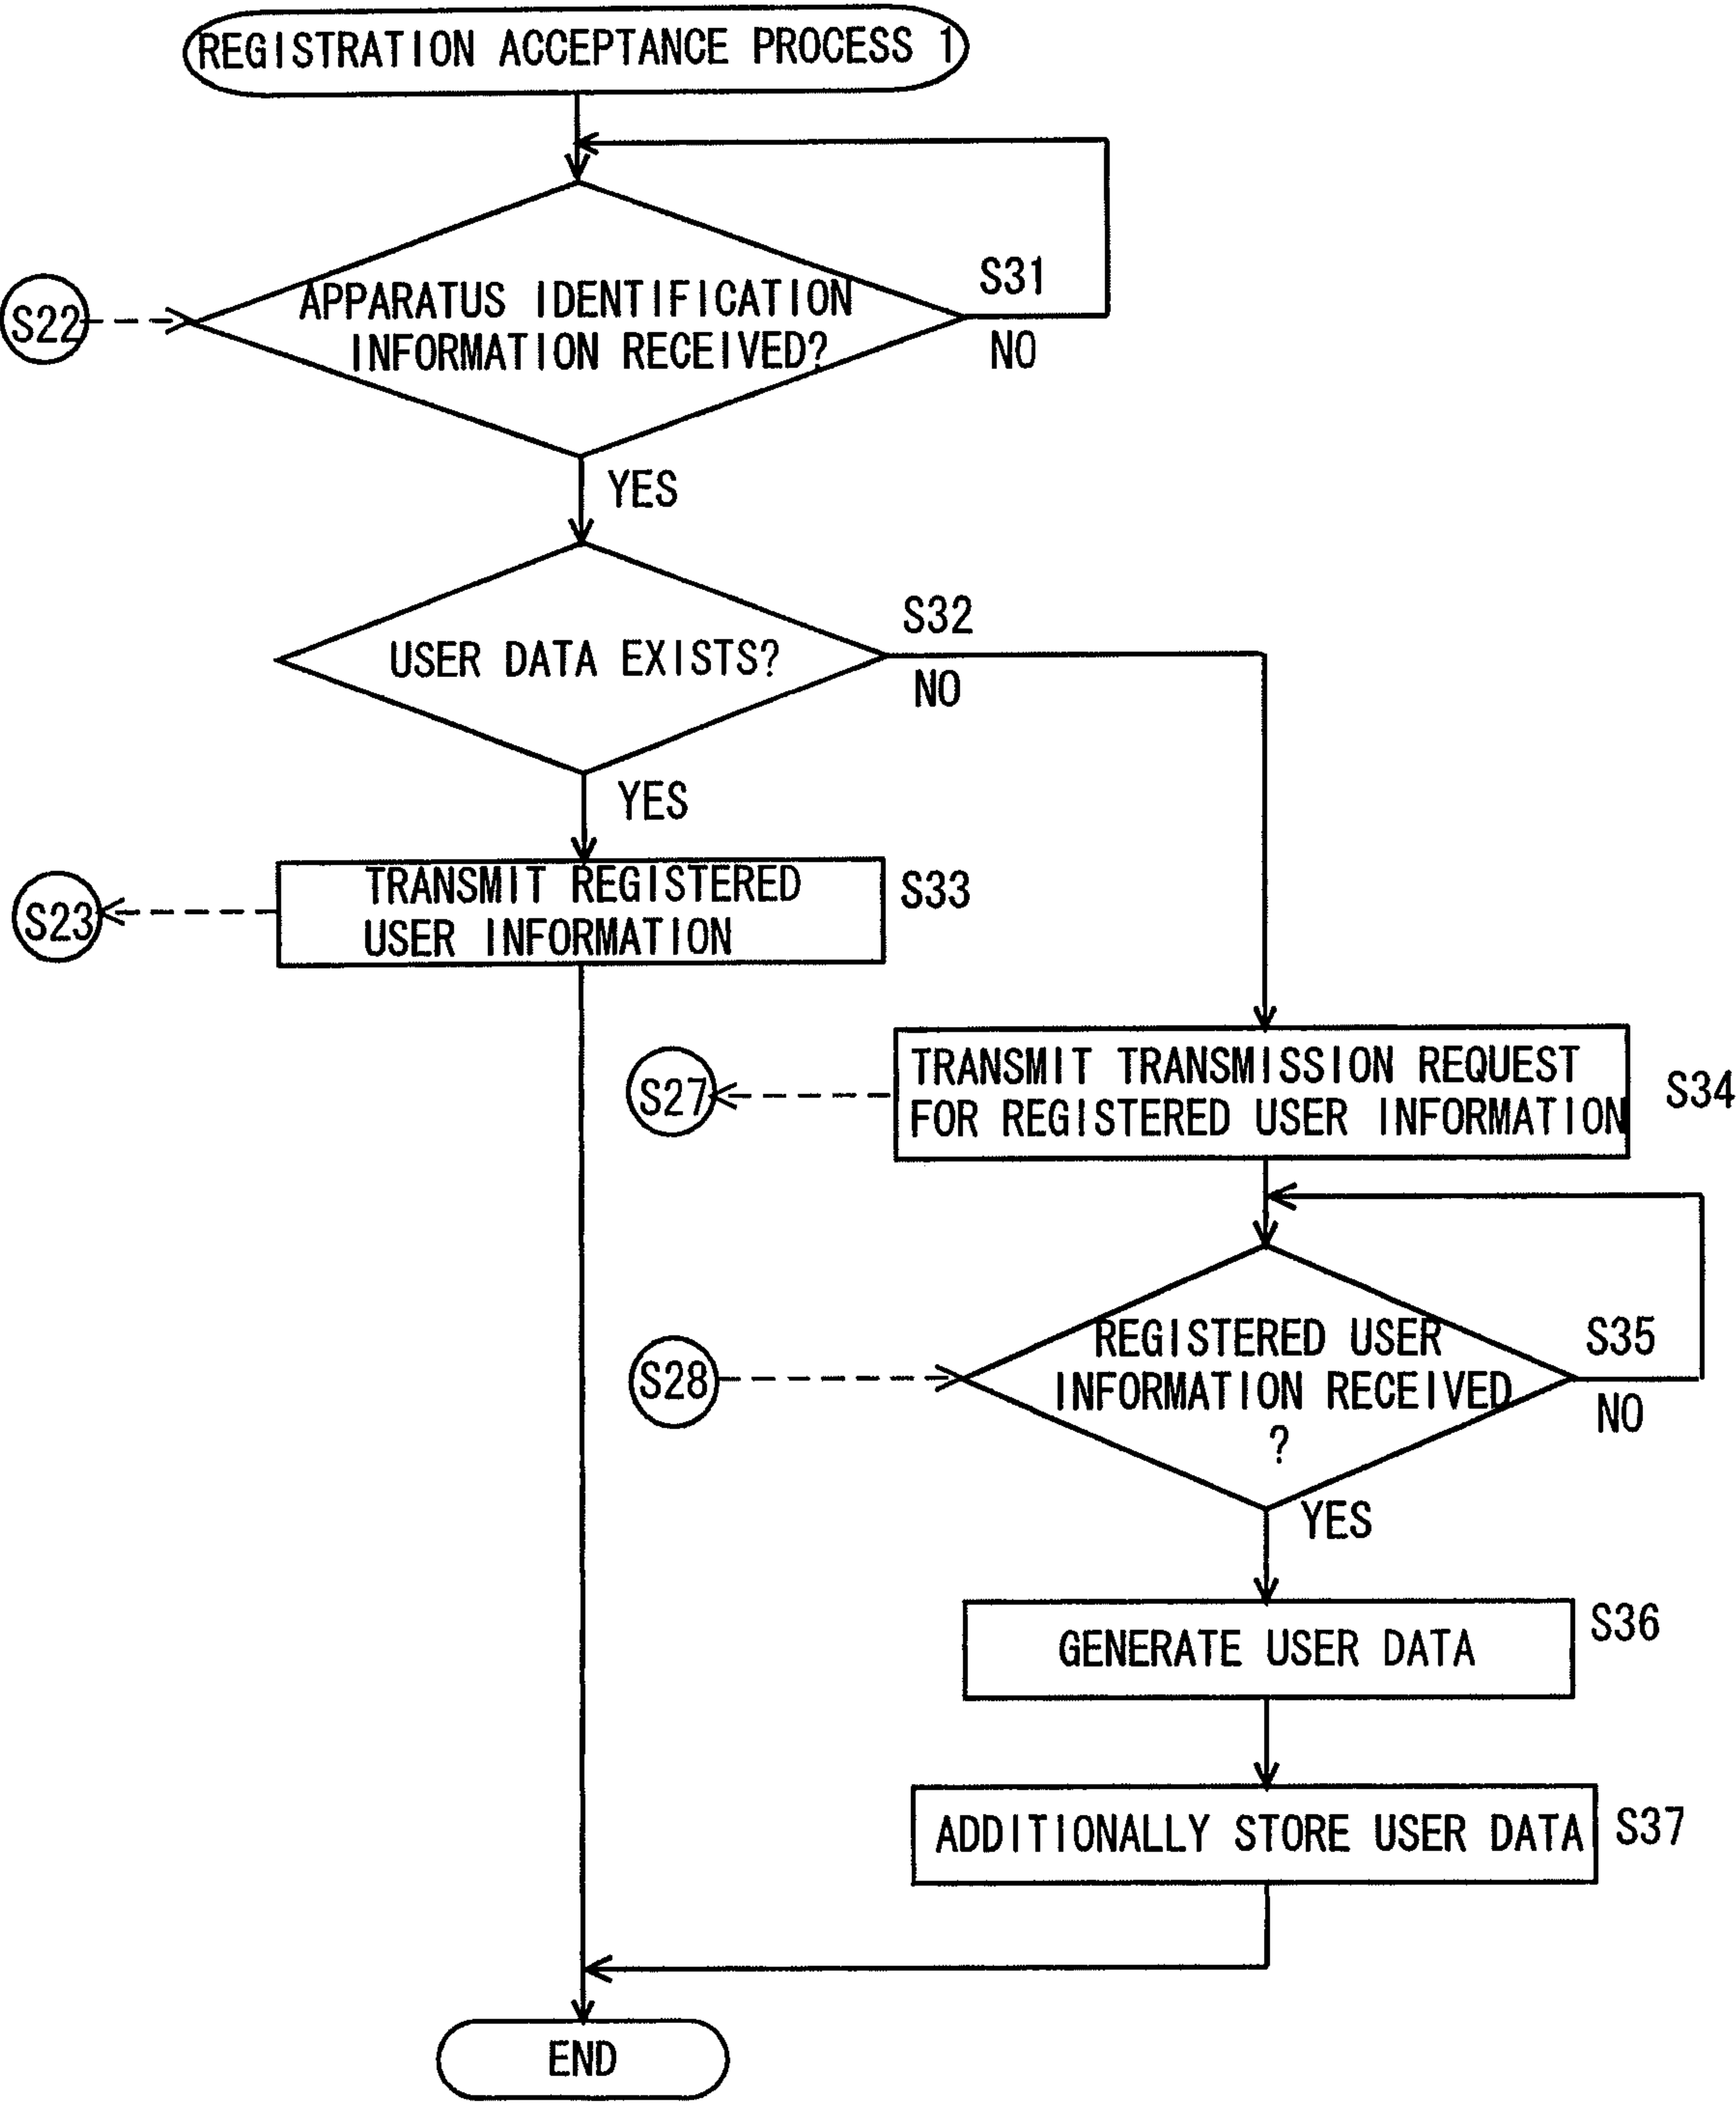 REGISTRATION ACCEPTANCE PROCESS 1
S31
S22
APPARATUS IDENTIFICATION
INFORMATION RECEIVED?
NO
YES
S32
USER DATA EXISTS?
NO
YES
S33
TRANSMIT REGISTERED
USER INFORMATION
S23
TRANSMIT TRANSMISSION REQUEST
FOR REGISTERED USER INFORMATION
S34
S27
REGISTERED USER
INFORMATION RECEIVED
?
S35
S28
NO
YES
GENERATE USER DATA
S36
ADDITIONALLY STORE USER DATA
S37
END